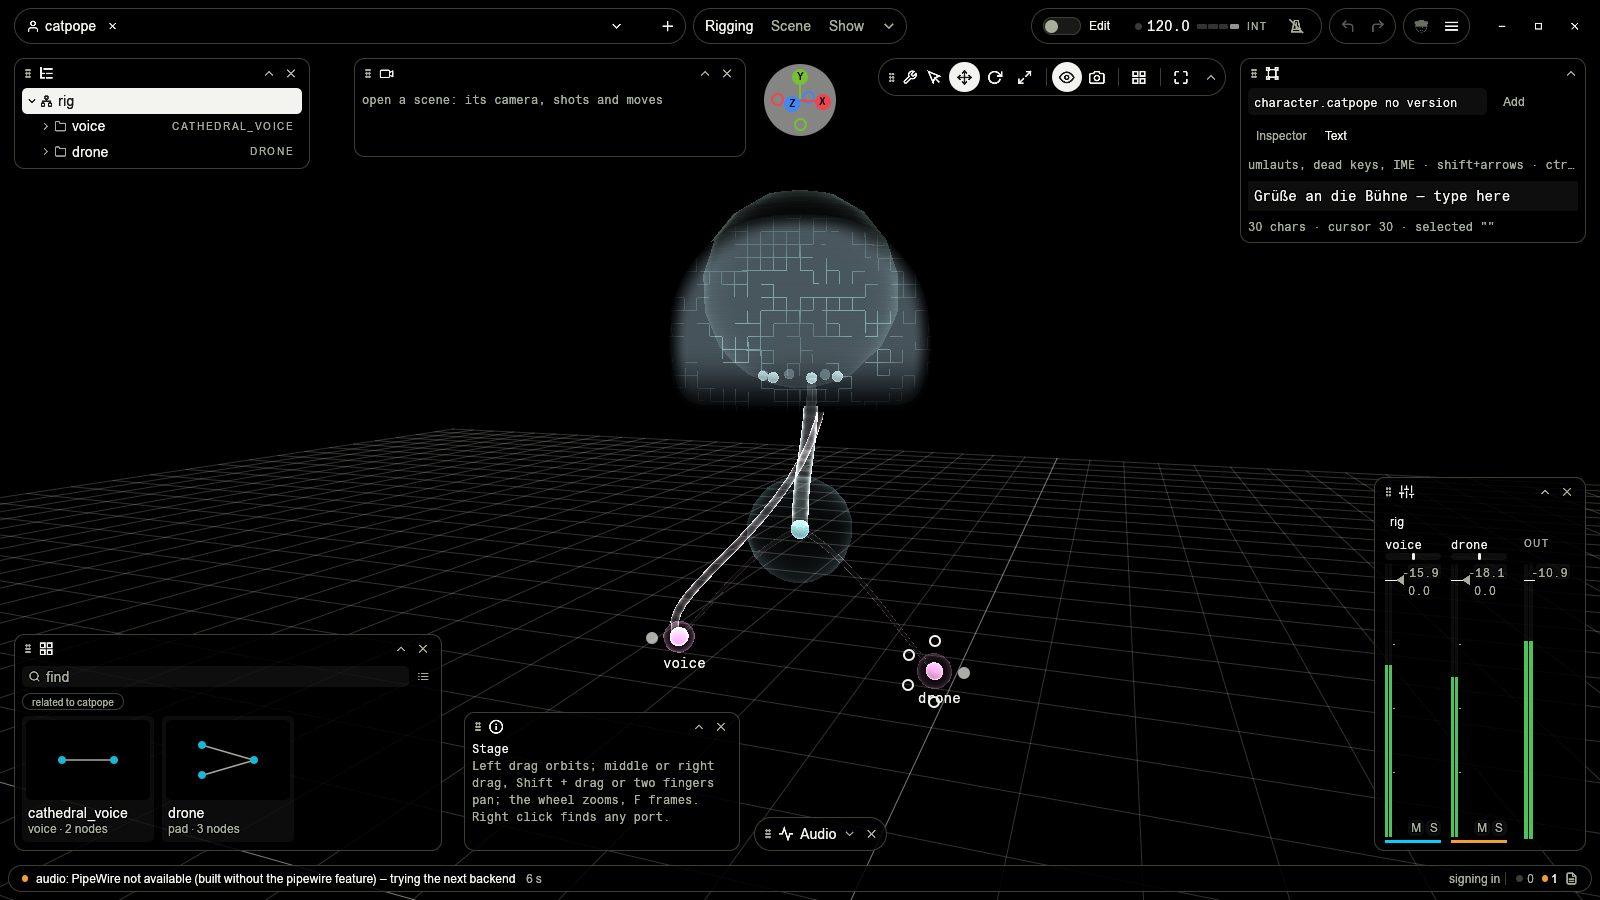 catpope
Rigging Scene Show
Edit 120.0 INT
rig
voice CATHEDRAL_VOICE
drone DRONE
open a scene: its camera, shots and moves
Y
Z X
character.catpope no version Add
Inspector Text
umlauts, dead keys, IME · shift+arrows · ctr…
Grüße an die Bühne — type here
30 chars · cursor 30 · selected ""
voice
drone
rig
voice drone OUT
-15.9 -18.1 -10.9
0.0 0.0
M S M S
find
related to catpope
cathedral_voice drone
voice · 2 nodes pad · 3 nodes
Stage
Left drag orbits; middle or right
drag, Shift + drag or two fingers
pan; the wheel zooms, F frames.
Right click finds any port.
Audio
audio: PipeWire not available (built without the pipewire feature) – trying the next backend 6 s
signing in 0 1